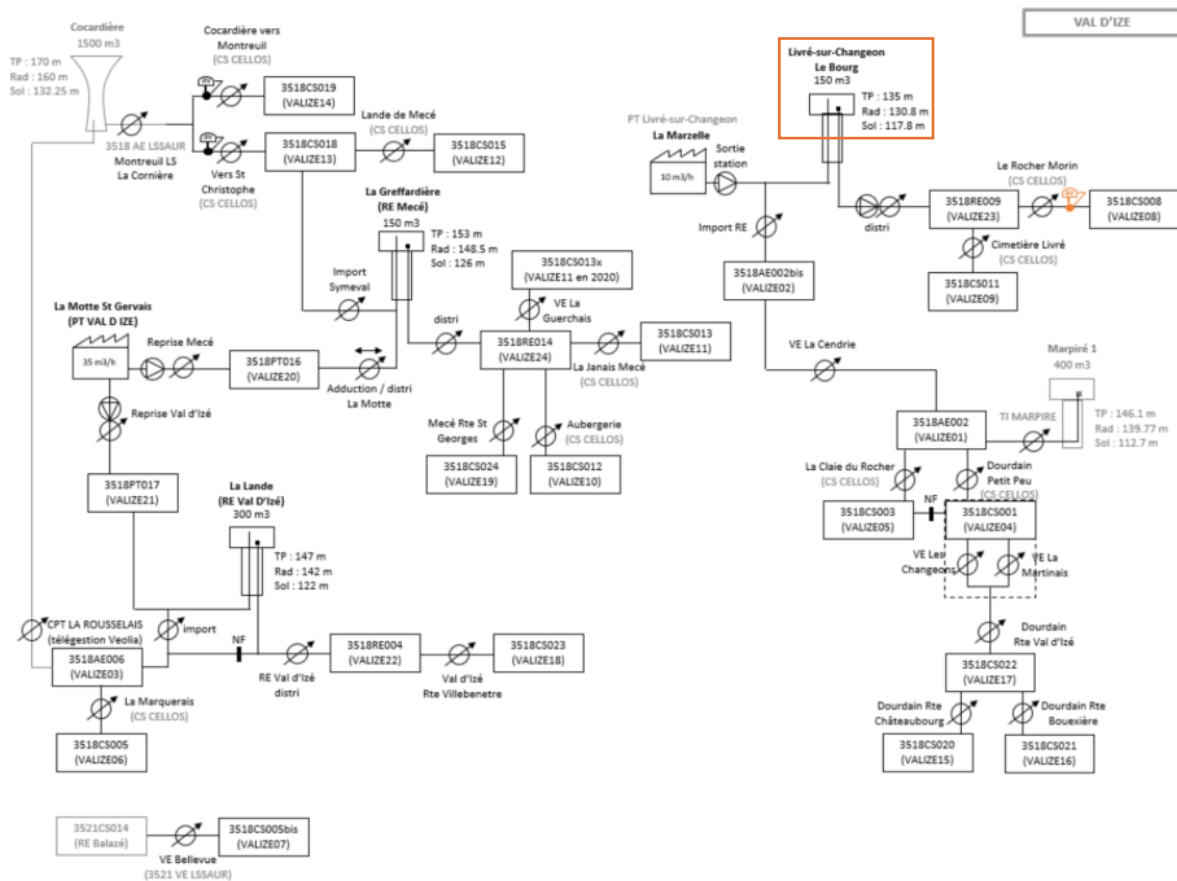 VAL D'IZE
Cocardière
1500 m3
TP : 170 m
Rad : 160 m
Sol : 132.25 m
3518 AE LSSAUR
Montreuil LS
La Cornière
Cocardière vers
Montreuil
(CS CELLOS)
3518CS019
(VALIZE14)
Vers St
Christophe
(CS CELLOS)
3518CS018
(VALIZE13)
Lande de Mecé
(CS CELLOS)
3518CS015
(VALIZE12)
La Greffardière
(RE Mecé)
150 m3
TP : 153 m
Rad : 148.5 m
Sol : 126 m
Import
Symeval
La Motte St Gervais
(PT VAL D IZE)
35 m3/h
Reprise Mecé
3518PT016
(VALIZE20)
Adduction / distri
La Motte
distri
3518RE014
(VALIZE24)
3518CS013x
(VALIZE11 en 2020)
VE La
Guerchais
La Janais Mecé
(CS CELLOS)
3518CS013
(VALIZE11)
Mecé Rte St
Georges
3518CS024
(VALIZE19)
Aubergerie
(CS CELLOS)
3518CS012
(VALIZE10)
Reprise Val d'Izé
3518PT017
(VALIZE21)
La Lande
(RE Val D'Izé)
300 m3
TP : 147 m
Rad : 142 m
Sol : 122 m
CPT LA ROUSSELAIS
(télégestion Veolia)
import
NF
3518AE006
(VALIZE03)
RE Val d'Izé
distri
3518RE004
(VALIZE22)
Val d'Izé
Rte Villebenetre
3518CS023
(VALIZE18)
La Marquerais
(CS CELLOS)
3518CS005
(VALIZE06)
3521CS014
(RE Balazé)
VE Bellevue
(3521 VE LSSAUR)
3518CS005bis
(VALIZE07)
Livré-sur-Changeon
Le Bourg
150 m3
TP : 135 m
Rad : 130.8 m
Sol : 117.8 m
PT Livré-sur-Changeon
La Marzelle
10 m3/h
Sortie
station
Import RE
3518AE002bis
(VALIZE02)
distri
3518RE009
(VALIZE23)
Le Rocher Morin
(CS CELLOS)
3518CS008
(VALIZE08)
Cimetière Livré
(CS CELLOS)
3518CS011
(VALIZE09)
VE La Cendrie
Marpiré 1
400 m3
TP : 146.1 m
Rad : 139.77 m
Sol : 112.7 m
TI MARPIRE
3518AE002
(VALIZE01)
La Claie du Rocher
(CS CELLOS)
Dourdain
Petit Peu
(CS CELLOS)
3518CS003
(VALIZE05)
NF
3518CS001
(VALIZE04)
VE Les
Changeons
VE La
Martinais
Dourdain
Rte Val d'Izé
3518CS022
(VALIZE17)
Dourdain Rte
Châteaubourg
Dourdain Rte
Bouexière
3518CS020
(VALIZE15)
3518CS021
(VALIZE16)